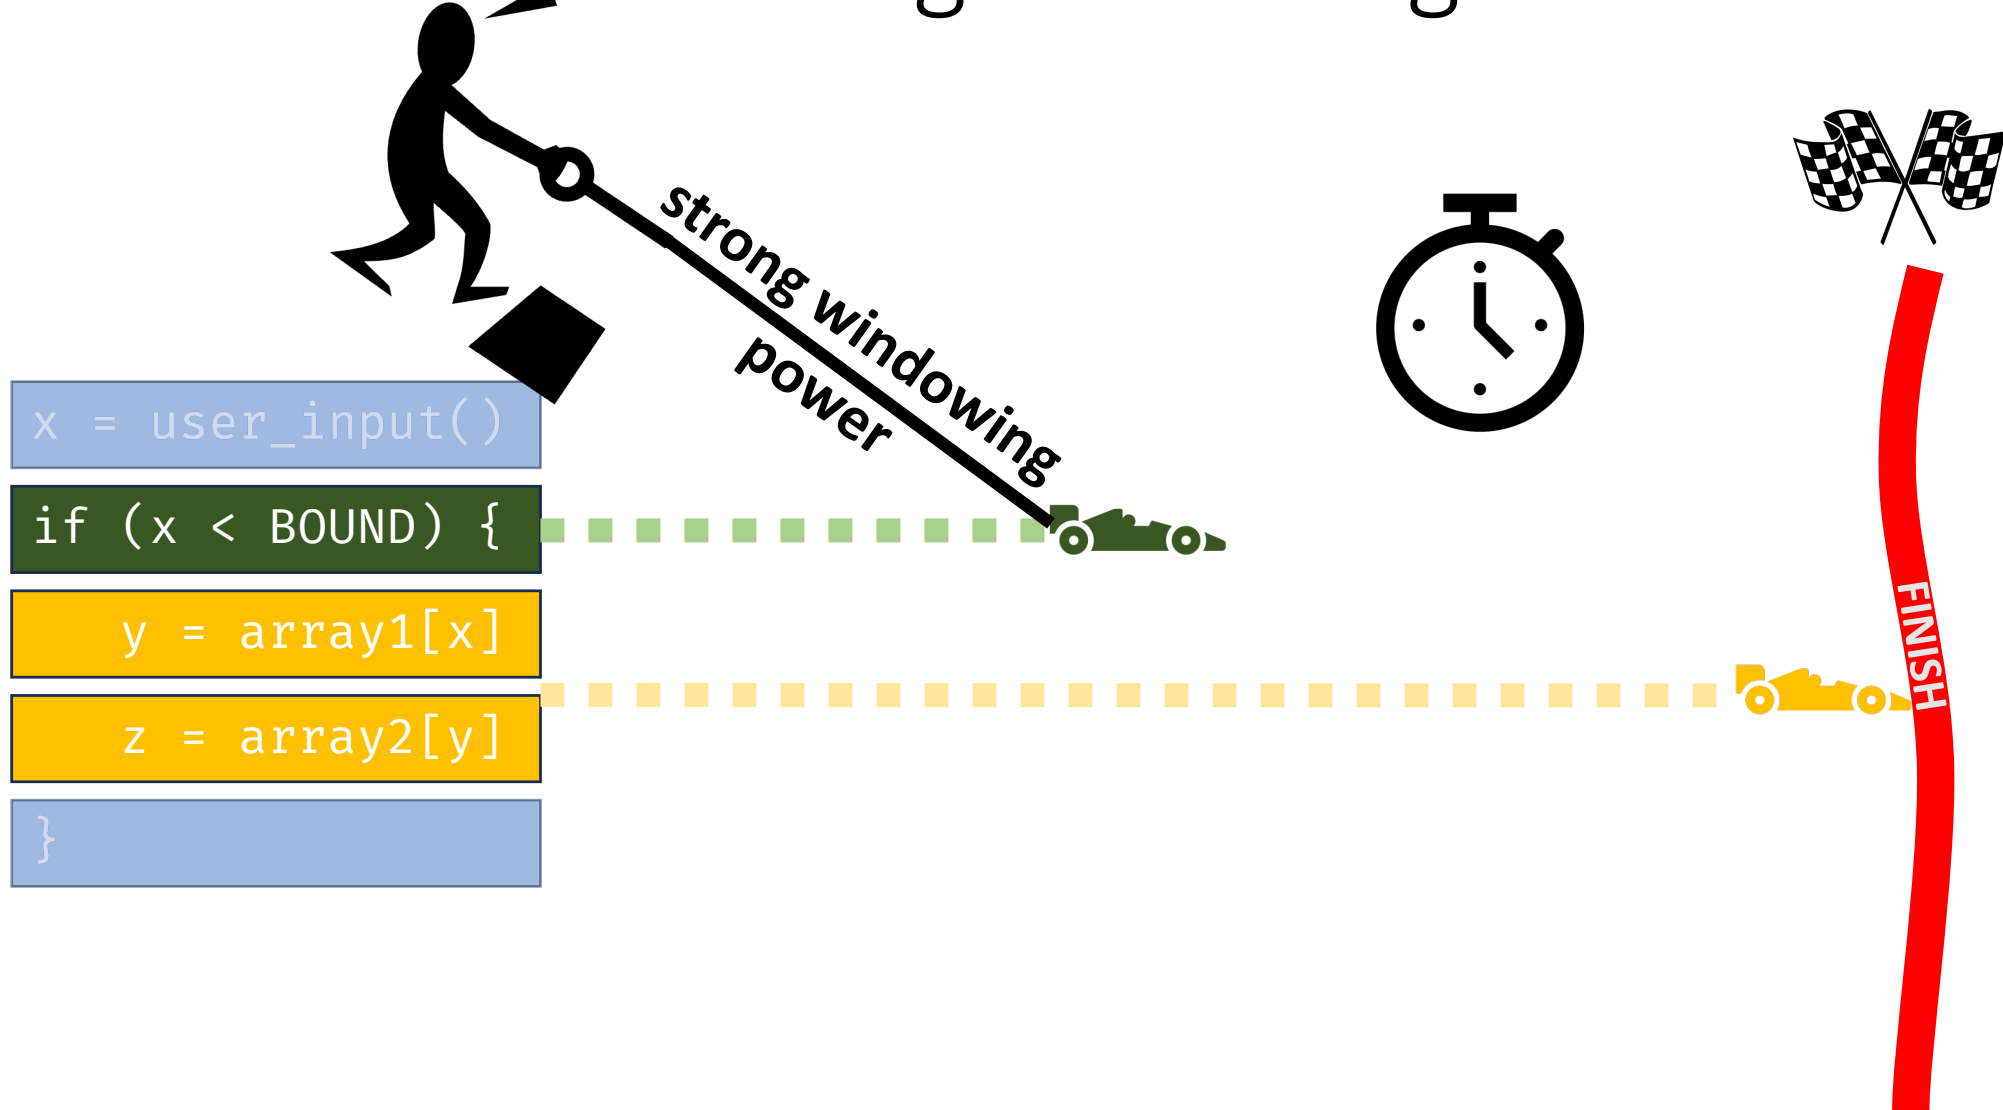 strong windowing
power
x = user_input()
if (x < BOUND) {
y = array1[x]
z = array2[y]
}
FINISH